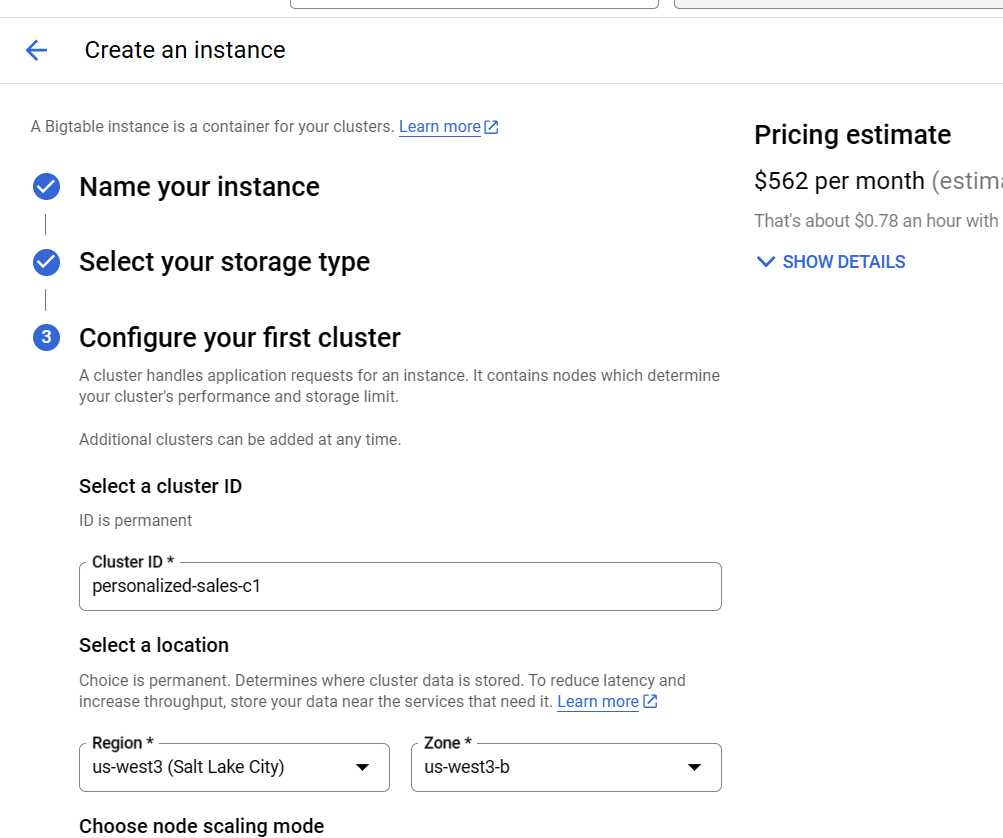 Create an instance
A Bigtable instance is a container for your clusters. Learn more
Name your instance
Select your storage type
3 Configure your first cluster
A cluster handles application requests for an instance. It contains nodes which determine
your cluster's performance and storage limit.
Additional clusters can be added at any time.
Select a cluster ID
ID is permanent
Cluster ID *
personalized-sales-c1
Select a location
Choice is permanent. Determines where cluster data is stored. To reduce latency and
increase throughput, store your data near the services that need it. Learn more
Region *
us-west3 (Salt Lake City)
Zone *
us-west3-b
Choose node scaling mode
Pricing estimate
$562 per month (estima
That's about $0.78 an hour with
SHOW DETAILS